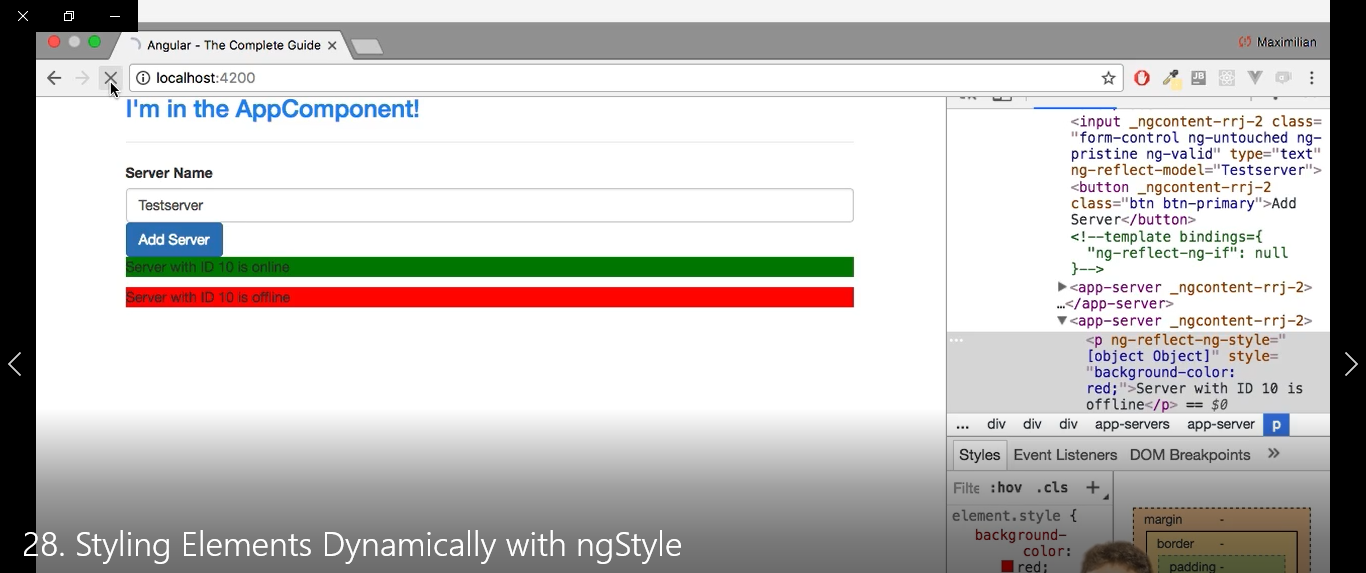 Angular - The Complete Guide
Maximilian
localhost:4200
I'm in the AppComponent!
Server Name
Testserver
Add Server
Server with ID 10 is online
Server with ID 10 is offline
<input _ngcontent-rrj-2 class=
"form-control ng-untouched ng-
pristine ng-valid" type="text"
ng-reflect-model="Testserver">
<button _ngcontent-rrj-2
class="btn btn-primary">Add
Server</button>
<!--template bindings={
"ng-reflect-ng-if": null
}-->
▶<app-server _ngcontent-rrj-2>
…</app-server>
▼<app-server _ngcontent-rrj-2>
<p ng-reflect-ng-style="
[object Object]" style=
"background-color:
red;">Server with ID 10 is
offline</p> == $0
... div div div app-servers app-server p
Styles Event Listeners DOM Breakpoints »
Filte :hov .cls +
element.style {
background-
color:
red;
margin -
border -
padding -
28. Styling Elements Dynamically with ngStyle